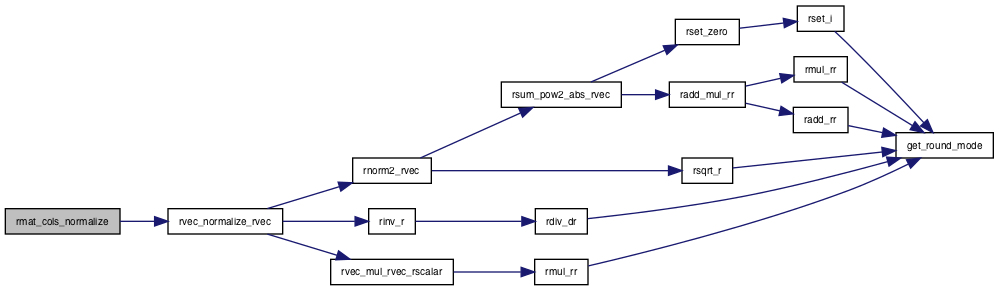 rmat_cols_normalize
rvec_normalize_rvec
rnorm2_rvec
rsum_pow2_abs_rvec
rset_zero
rset_i
radd_mul_rr
rmul_rr
radd_rr
get_round_mode
rsqrt_r
rinv_r
rdiv_dr
rvec_mul_rvec_rscalar
rmul_rr